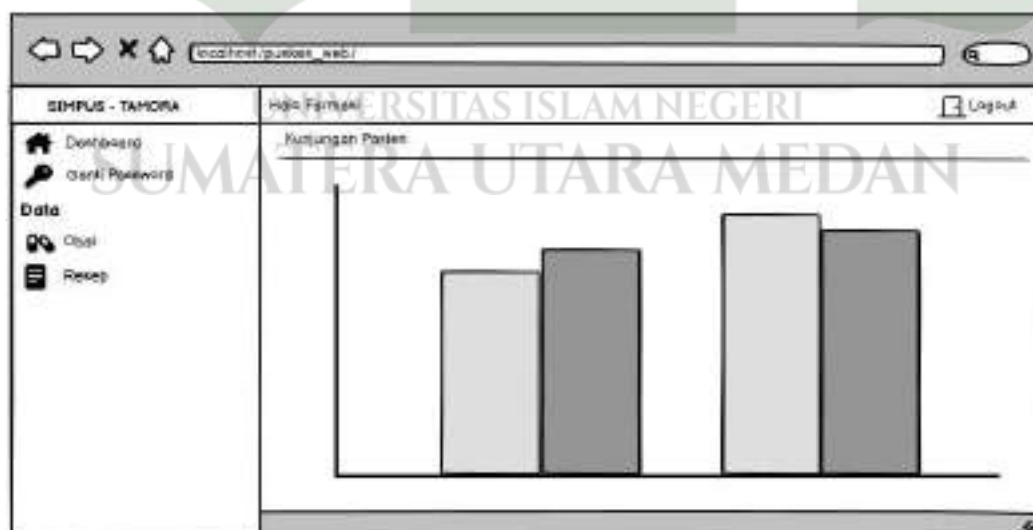 localhost/puskes_web/
SIMPUS - TAMORA
Halo Farmasi
Logout
Dashboard
Kunjungan Pasien
Ganti Password
Data
Obat
Resep
UNIVERSITAS ISLAM NEGERI
SUMATERA UTARA MEDAN